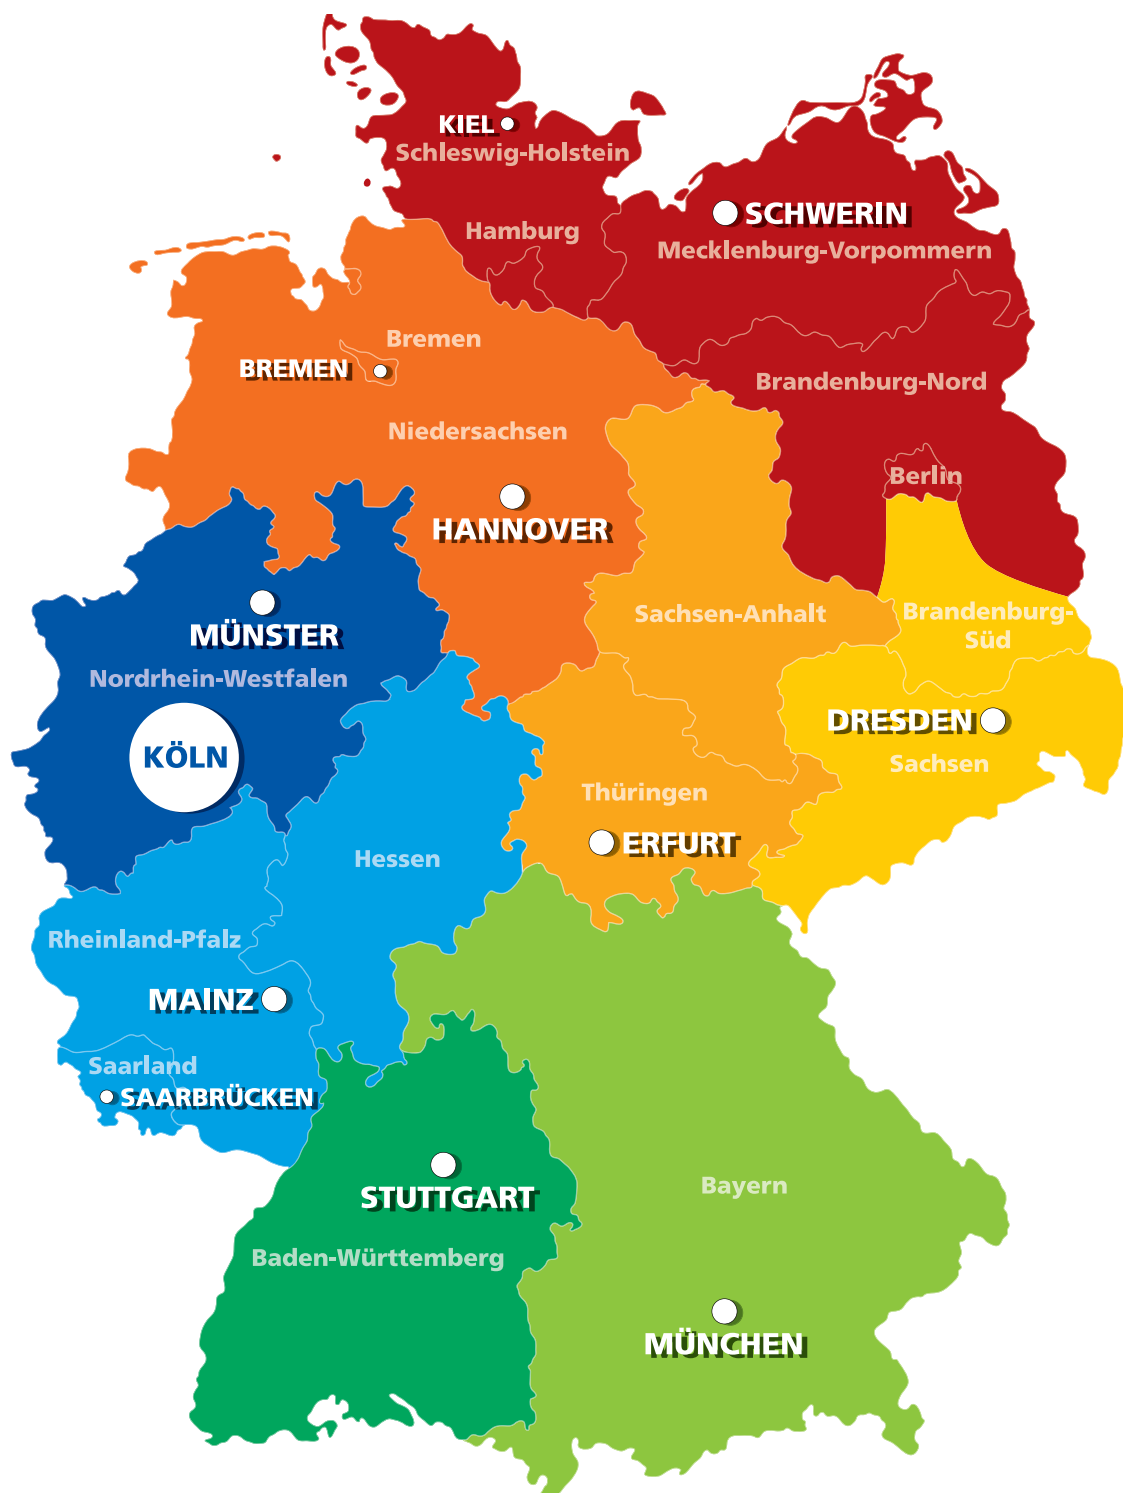 KIEL
Schleswig-Holstein
SCHWERIN
Hamburg
Mecklenburg-Vorpommern
Bremen
BREMEN
Brandenburg-Nord
Niedersachsen
Berlin
HANNOVER
Sachsen-Anhalt
Brandenburg-
Süd
MÜNSTER
Nordrhein-Westfalen
DRESDEN
KÖLN
Sachsen
Thüringen
ERFURT
Hessen
Rheinland-Pfalz
MAINZ
Saarland
SAARBRÜCKEN
Bayern
STUTTGART
Baden-Württemberg
MÜNCHEN